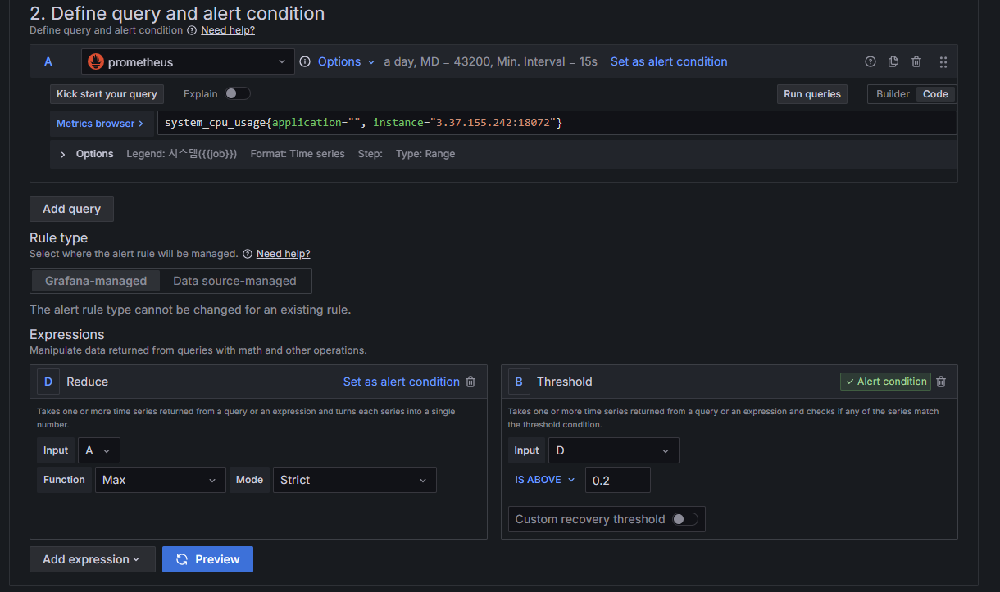 2. Define query and alert condition
Define query and alert condition Need help?
A prometheus Options a day, MD = 43200, Min. Interval = 15s Set as alert condition
Kick start your query Explain Run queries Builder Code
Metrics browser > system_cpu_usage{application="", instance="3.37.155.242:18072"}
> Options Legend: 시스템({{job}}) Format: Time series Step: Type: Range
Add query
Rule type
Select where the alert rule will be managed. Need help?
Grafana-managed Data source-managed
The alert rule type cannot be changed for an existing rule.
Expressions
Manipulate data returned from queries with math and other operations.
D Reduce Set as alert condition
Takes one or more time series returned from a query or an expression and turns each series into a single
number.
Input A
Function Max Mode Strict
B Threshold ✓ Alert condition
Takes one or more time series returned from a query or an expression and checks if any of the series match
the threshold condition.
Input D
IS ABOVE 0.2
Custom recovery threshold
Add expression Preview